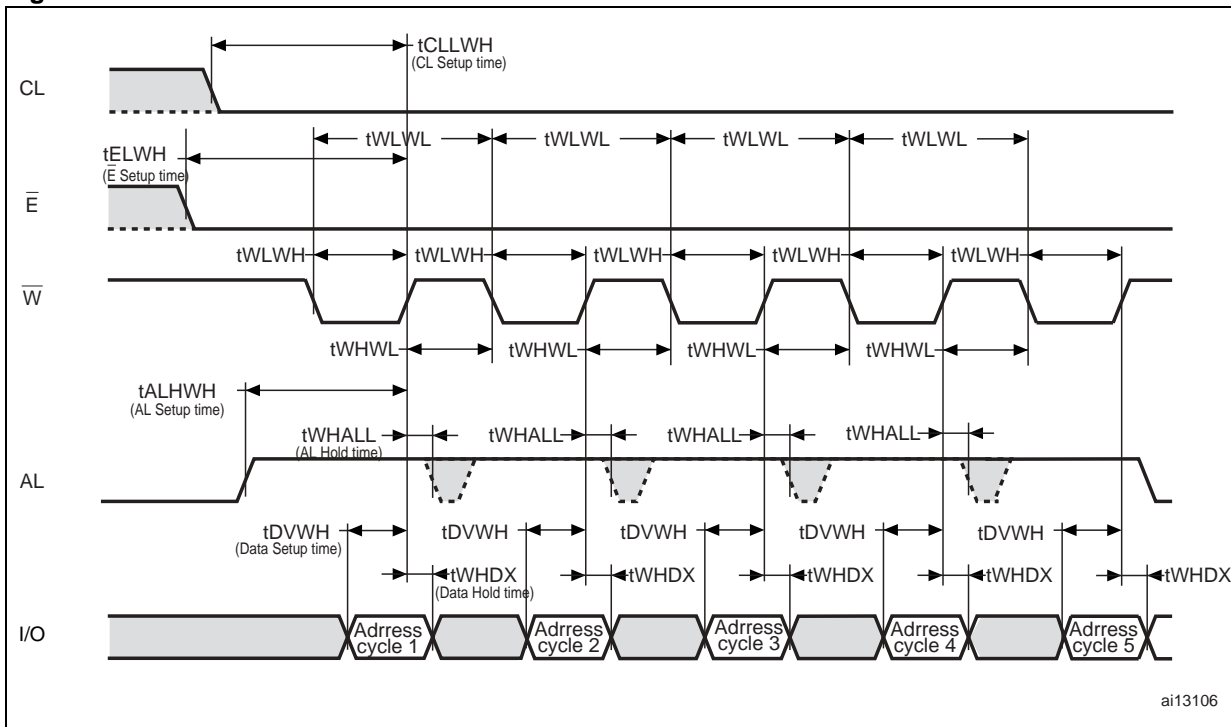 tCLLWH
(CL Setup time)
CL
tWLWL tWLWL tWLWL tWLWL
tELWH
(E Setup time)
E
tWLWH tWLWH tWLWH tWLWH tWLWH
W
tWHWL tWHWL tWHWL tWHWL
tALHWH
(AL Setup time)
tWHALL tWHALL tWHALL tWHALL
(AL Hold time)
AL
tDVWH tDVWH tDVWH tDVWH tDVWH
(Data Setup time)
tWHDX tWHDX tWHDX tWHDX tWHDX
(Data Hold time)
I/O
Adrress Adrress Adrress Adrress Adrress
cycle 1 cycle 2 cycle 3 cycle 4 cycle 5
ai13106